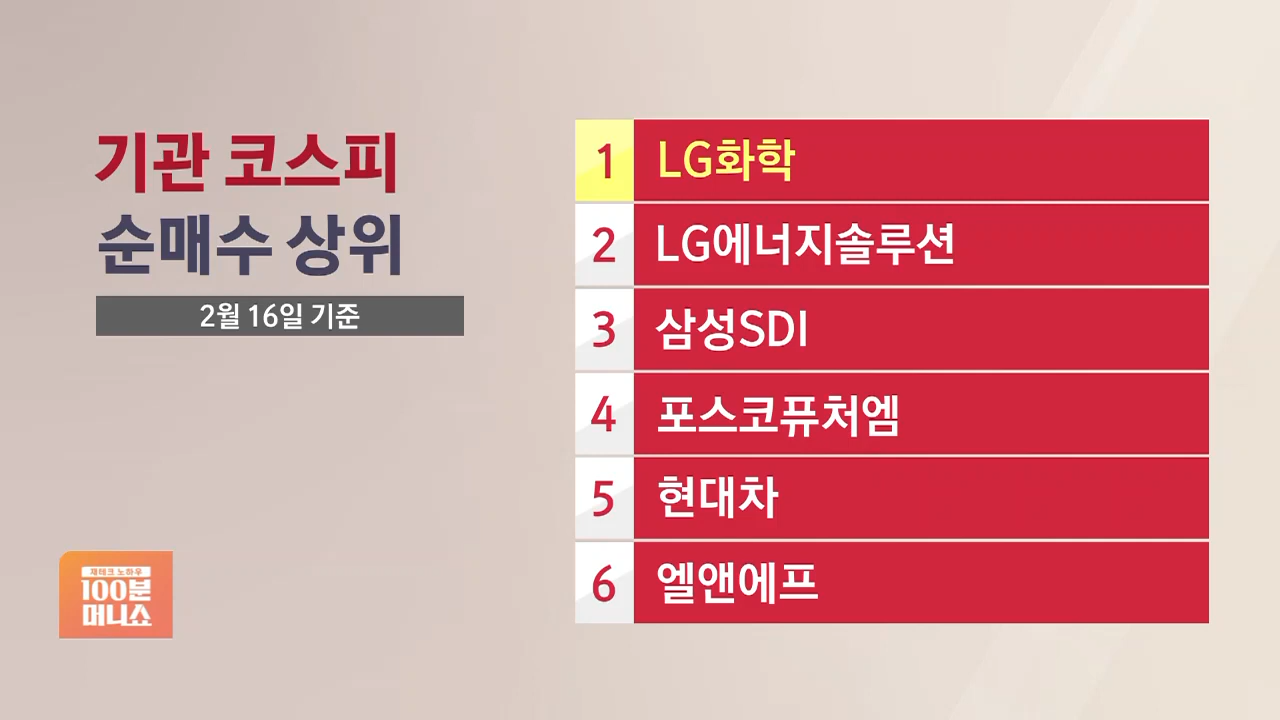 기관 코스피
순매수 상위
2월 16일 기준
1 LG화학
2 LG에너지솔루션
3 삼성SDI
4 포스코퓨처엠
5 현대차
6 엘앤에프
재테크 노하우
100분
머니쇼